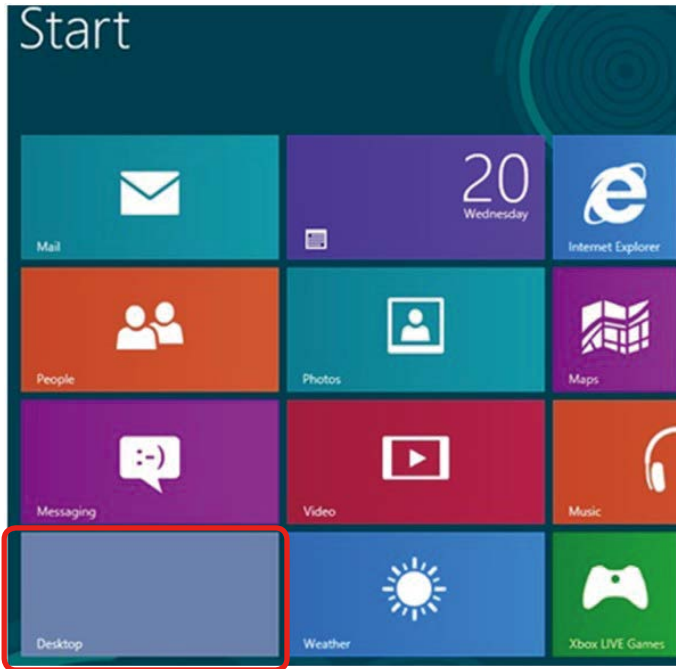 Start
Mail
20
Wednesday
Internet Explorer
People
Photos
Maps
:-)
Messaging
Video
Music
Desktop
Weather
Xbox LIVE Games